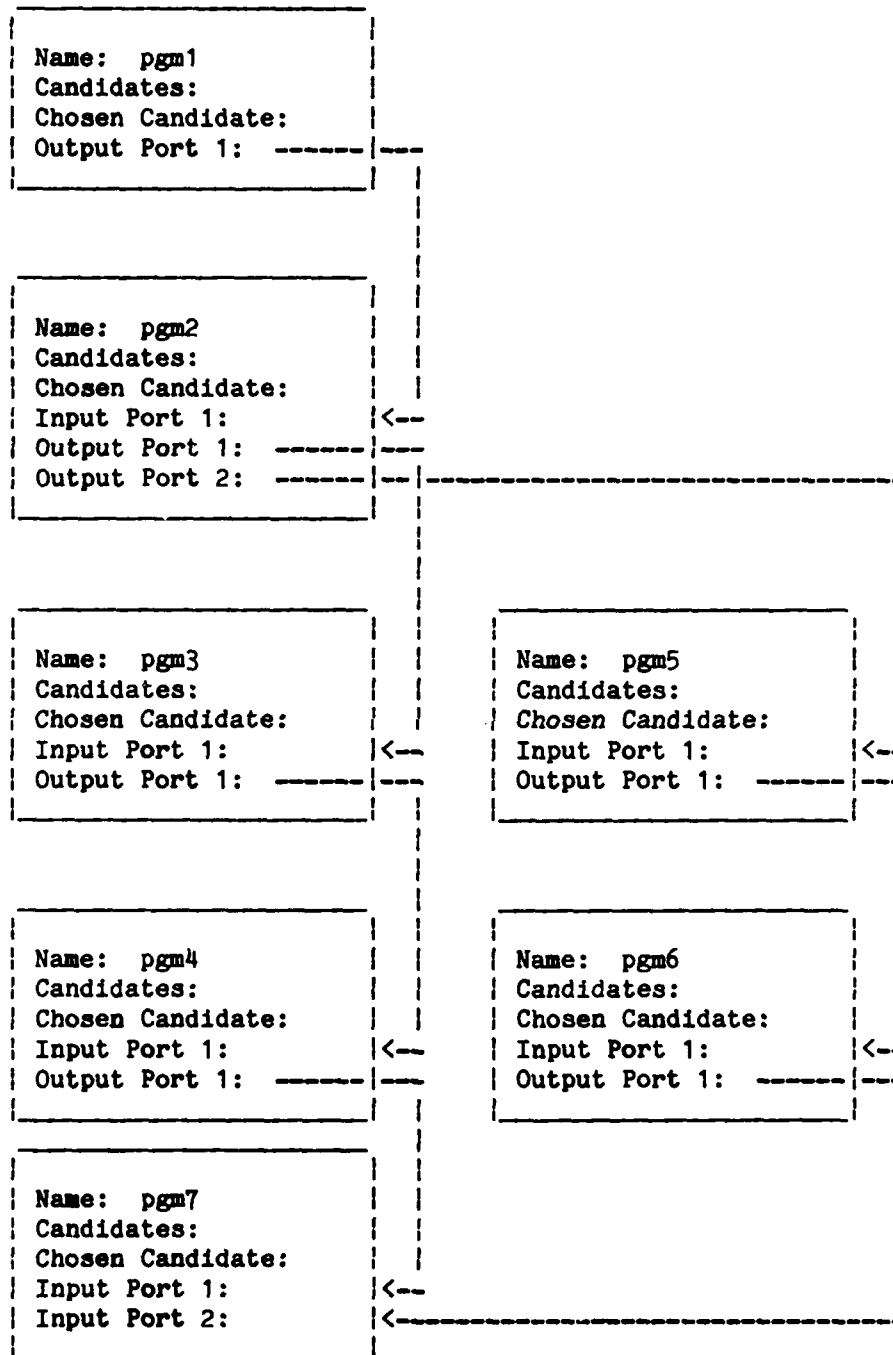 Name: pgm1
Candidates:
Chosen Candidate:
Output Port 1:
Name: pgm2
Candidates:
Chosen Candidate:
Input Port 1:
Output Port 1:
Output Port 2:
Name: pgm3
Candidates:
Chosen Candidate:
Input Port 1:
Output Port 1:
Name: pgm5
Candidates:
Chosen Candidate:
Input Port 1:
Output Port 1:
Name: pgm4
Candidates:
Chosen Candidate:
Input Port 1:
Output Port 1:
Name: pgm6
Candidates:
Chosen Candidate:
Input Port 1:
Output Port 1:
Name: pgm7
Candidates:
Chosen Candidate:
Input Port 1:
Input Port 2: